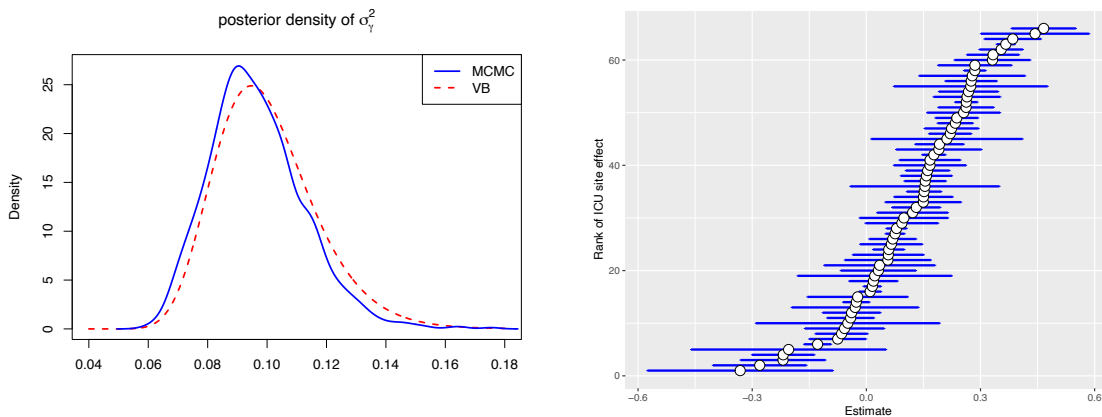 posterior density of σ²γ
MCMC
VB
Density
0 5 10 15 20 25
0.04 0.06 0.08 0.10 0.12 0.14 0.16 0.18
Rank of ICU site effect
60
40
20
0
−0.6 −0.3 0.0 0.3 0.6
Estimate